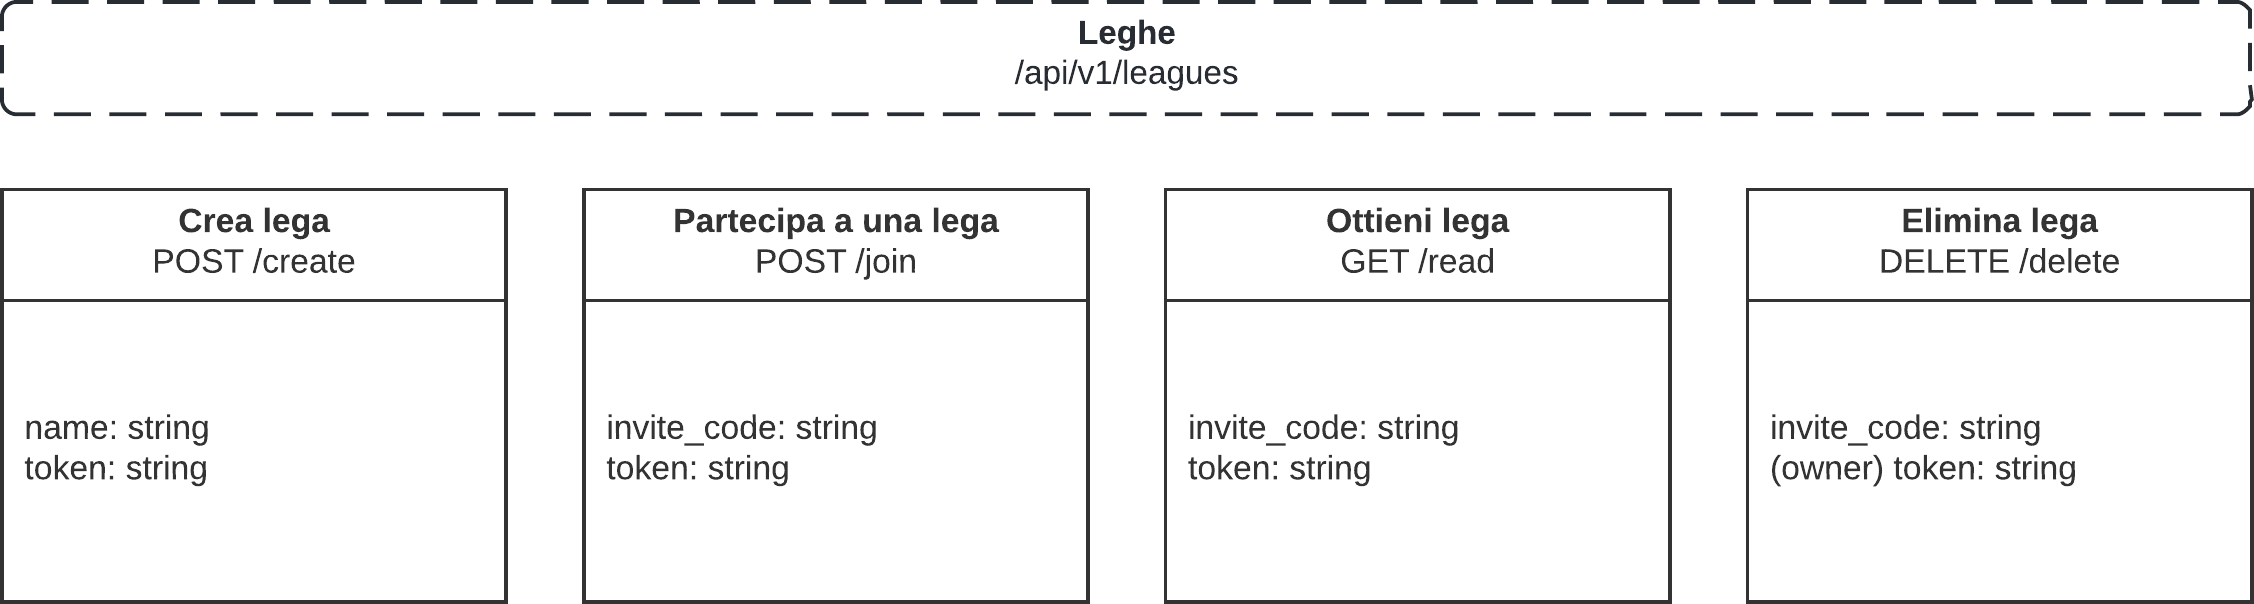 Leghe
/api/v1/leagues
Crea lega
POST /create
name: string
token: string
Partecipa a una lega
POST /join
invite_code: string
token: string
Ottieni lega
GET /read
invite_code: string
token: string
Elimina lega
DELETE /delete
invite_code: string
(owner) token: string